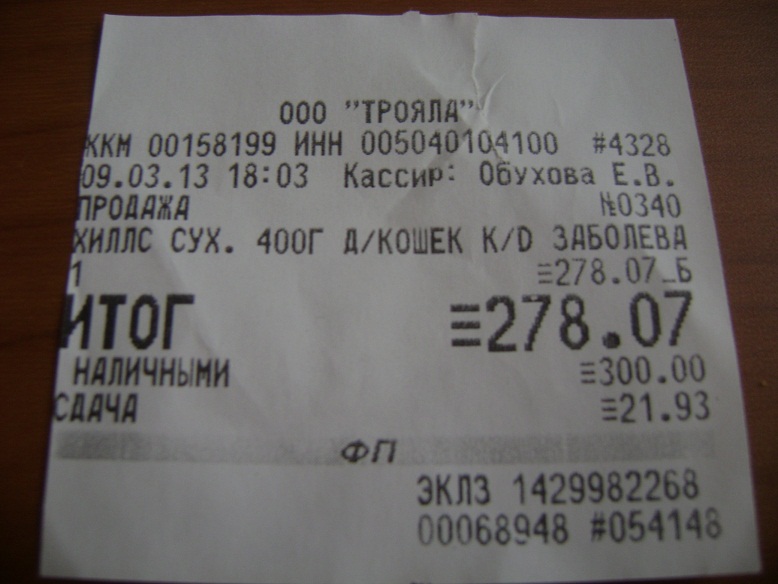 ООО "ТРОЯЛА"
ККМ 00158199 ИНН 005040104100 #4328
09.03.13 18:03 Кассир: Обухова Е.В.
ПРОДАЖА №0340
ХИЛЛС СУХ. 400Г Д/КОШЕК K/D ЗАБОЛЕВА
1 ≡278.07_Б
ИТОГ ≡278.07
НАЛИЧНЫМИ ≡300.00
СДАЧА ≡21.93
ФП
ЭКЛЗ 1429982268
00068948 #054148